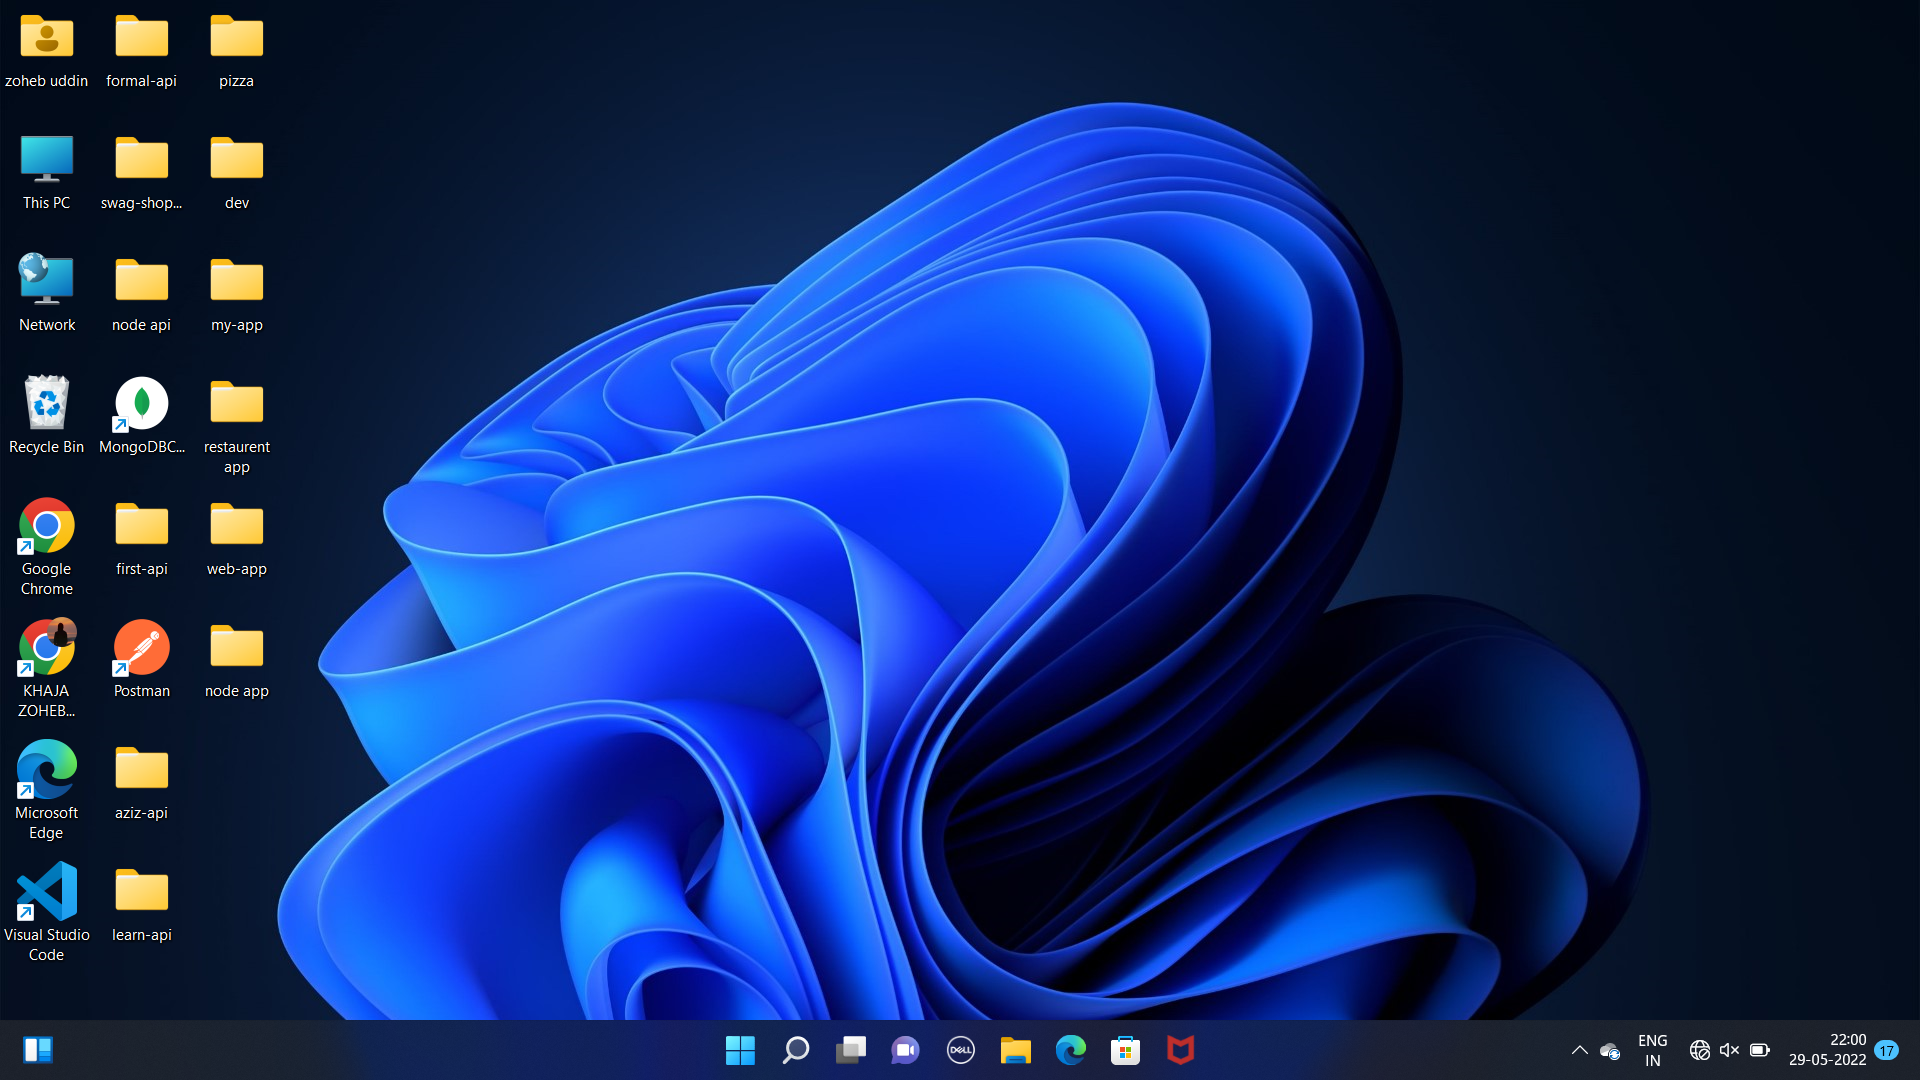 zoheb uddin
formal-api
pizza
This PC
swag-shop...
dev
Network
node api
my-app
Recycle Bin
MongoDBC...
restaurent
app
Google
Chrome
first-api
web-app
KHAJA
ZOHEB...
Postman
node app
Microsoft
Edge
aziz-api
Visual Studio
Code
learn-api
DELL
ENG
IN
22:00
29-05-2022
17